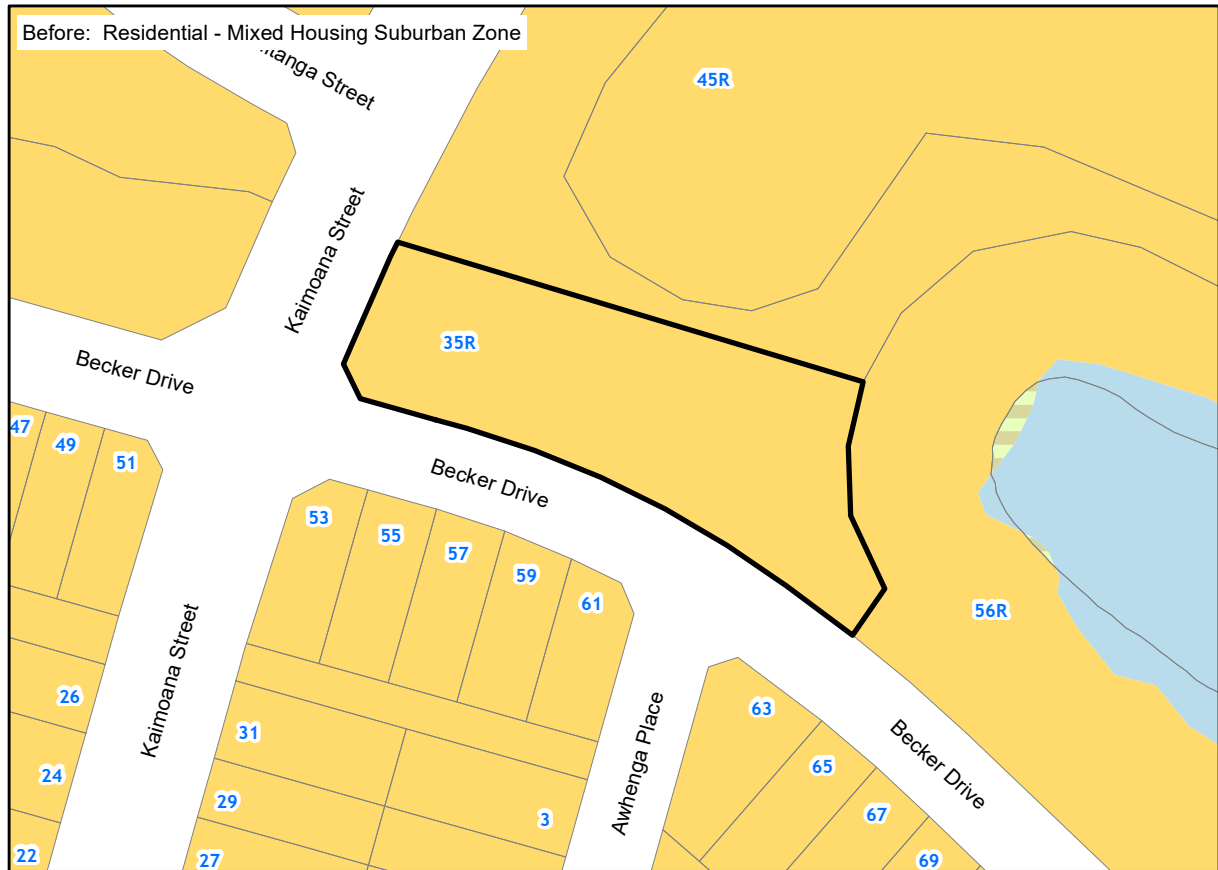 Before: Residential - Mixed Housing Suburban Zone
Street
45R
Kaimoana Street
35R
Becker Drive
47
49
51
Becker Drive
53
55
57
59
61
56R
Kaimoana Street
26
31
63
Becker Drive
Awhenga Place
65
24
29
3
67
22
27
69